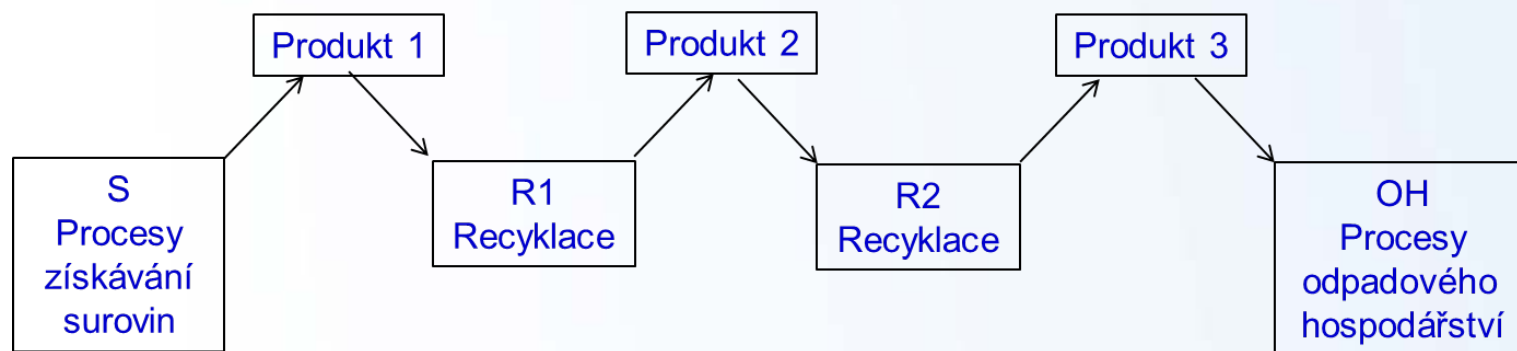 Produkt 1
Produkt 2
Produkt 3
S
Procesy
získávání
surovin
R1
Recyklace
R2
Recyklace
OH
Procesy
odpadového
hospodářství